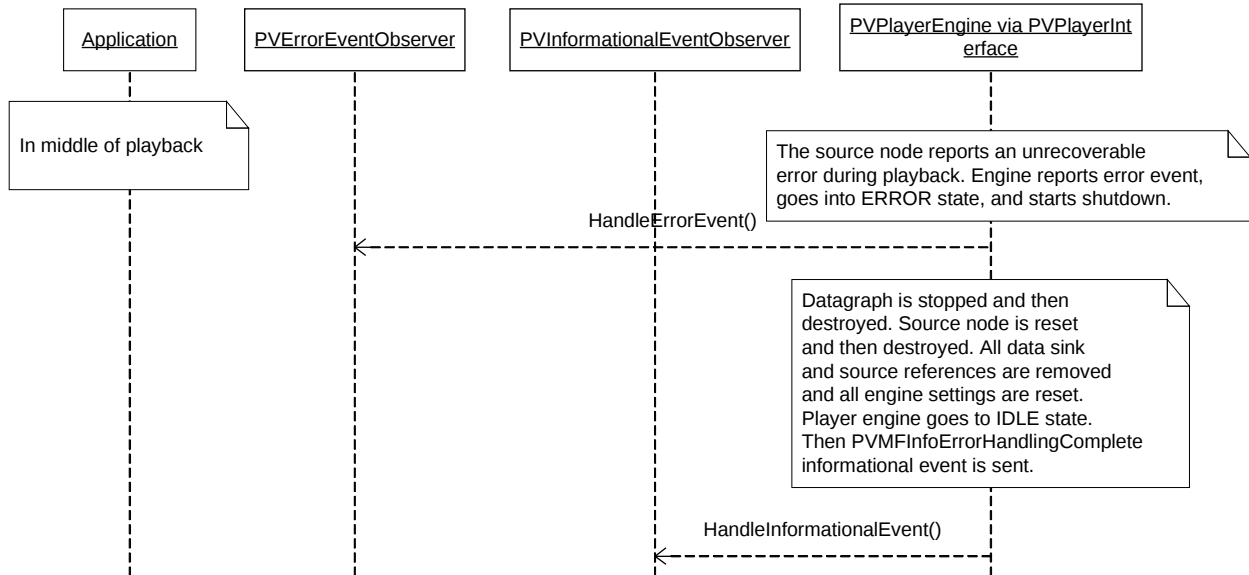 Application
PVErrorEventObserver
PVInformationalEventObserver
PVPlayerEngine via PVPlayerInt
erface
In middle of playback
The source node reports an unrecoverable
error during playback. Engine reports error event,
goes into ERROR state, and starts shutdown.
HandleErrorEvent()
Datagraph is stopped and then
destroyed. Source node is reset
and then destroyed. All data sink
and source references are removed
and all engine settings are reset.
Player engine goes to IDLE state.
Then PVMFInfoErrorHandlingComplete
informational event is sent.
HandleInformationalEvent()